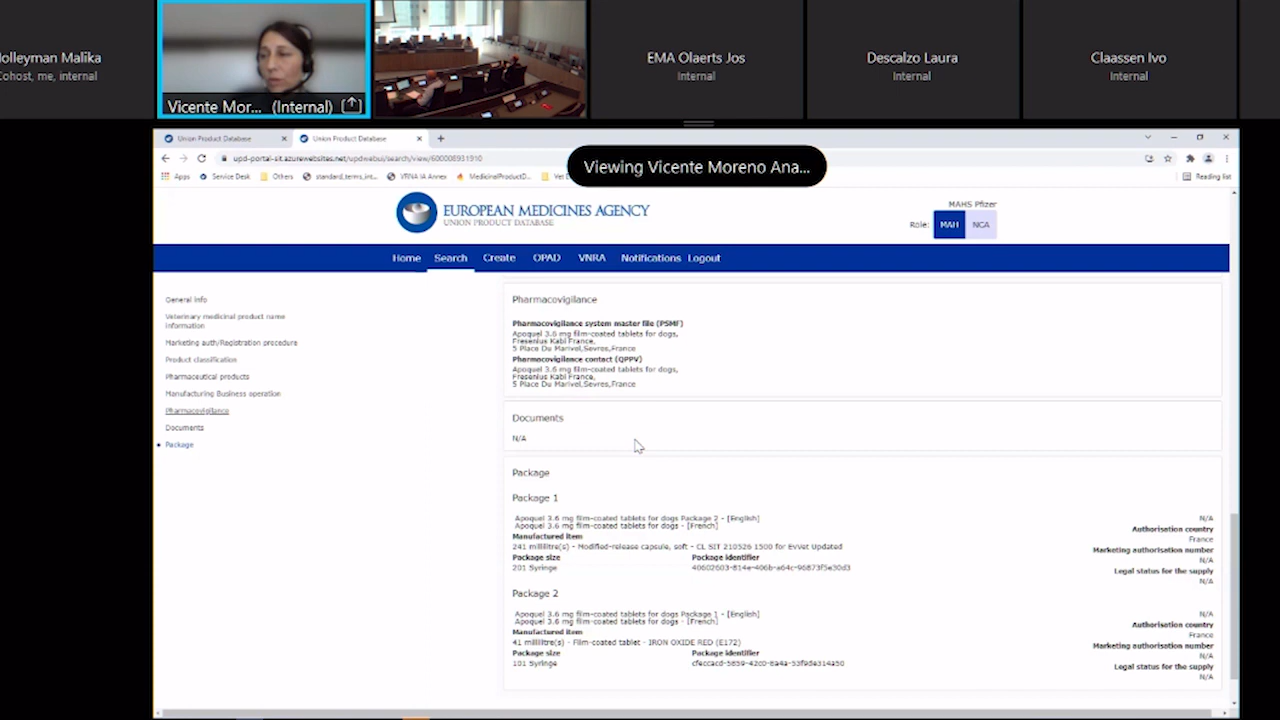 olleyman Malika
Cohost, me, internal
Vicente Mor... (Internal)
EMA Olaerts Jos
Internal
Descalzo Laura
Internal
Claassen Ivo
Internal
Union Product Database
Union Product Database
upd-portal-sit.azurewebsites.net/updwebui/search/view/600008931910
Viewing Vicente Moreno Ana...
Apps
Service Desk
Others
standard_terms_int...
VRNA IA Annex
MedicinalProductD...
Reading list
EUROPEAN MEDICINES AGENCY
UNION PRODUCT DATABASE
MAHS Pfizer
Role: MAH NCA
Home Search Create OPAD VNRA Notifications Logout
General info
Veterinary medicinal product name
information
Marketing auth/Registration procedure
Product classification
Pharmaceutical products
Manufacturing Business operation
Pharmacovigilance
Documents
Package
Pharmacovigilance
Pharmacovigilance system master file (PSMF)
Apoquel 3.6 mg film-coated tablets for dogs,
Fresenius Kabi France,
5 Place Du Marivel,Sevres,France
Pharmacovigilance contact (QPPV)
Apoquel 3.6 mg film-coated tablets for dogs,
Fresenius Kabi France,
5 Place Du Marivel,Sevres,France
Documents
N/A
Package
Package 1
Apoquel 3.6 mg film-coated tablets for dogs Package 2 - [English]
N/A
Apoquel 3.6 mg film-coated tablets for dogs - [French]
Authorisation country
Manufactured item
France
241 millilitre(s) - Modified-release capsule, soft - CL SIT 210526 1500 for Evvet Updated
Marketing authorisation number
Package size Package identifier
N/A
201 Syringe 40602603-814e-406b-a64c-96873f5e30d3
Legal status for the supply
N/A
Package 2
Apoquel 3.6 mg film-coated tablets for dogs Package 1 - [English]
N/A
Apoquel 3.6 mg film-coated tablets for dogs - [French]
Authorisation country
Manufactured item
France
41 millilitre(s) - Film-coated tablet - IRON OXIDE RED (E172)
Marketing authorisation number
Package size Package identifier
N/A
101 Syringe
Legal status for the supply
N/A